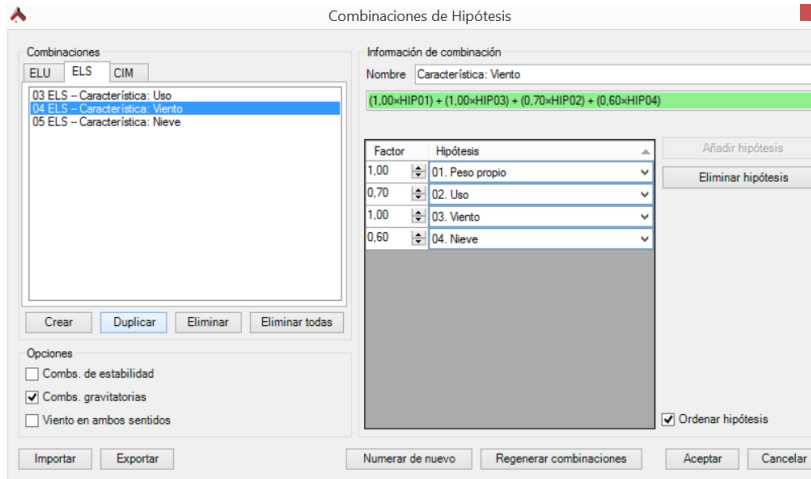 Combinaciones de Hipótesis
Combinaciones
ELU ELS CIM
03 ELS -- Característica: Uso
04 ELS -- Característica: Viento
05 ELS -- Característica: Nieve
Crear Duplicar Eliminar Eliminar todas
Opciones
Combs. de estabilidad
Combs. gravitatorias
Viento en ambos sentidos
Información de combinación
Nombre Característica: Viento
(1,00×HIP01) + (1,00×HIP03) + (0,70×HIP02) + (0,60×HIP04)
Factor Hipótesis
1,00 01. Peso propio
0,70 02. Uso
1,00 03. Viento
0,60 04. Nieve
Añadir hipótesis
Eliminar hipótesis
Ordenar hipótesis
Importar Exportar Numerar de nuevo Regenerar combinaciones Aceptar Cancelar